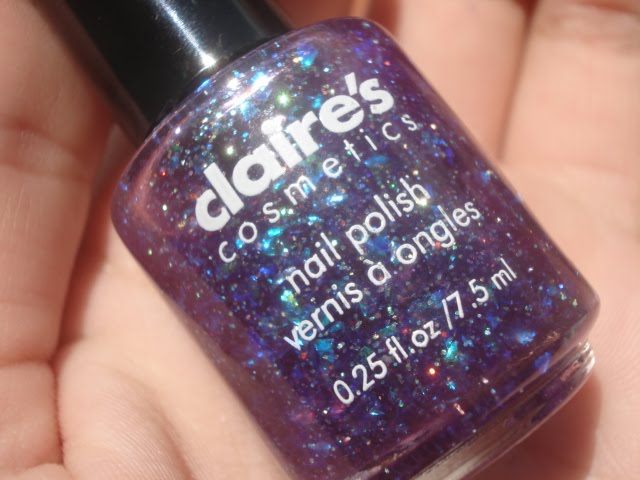 claire's
cosmetics
nail polish
vernis à ongles
0.25 fl.oz /7.5 ml